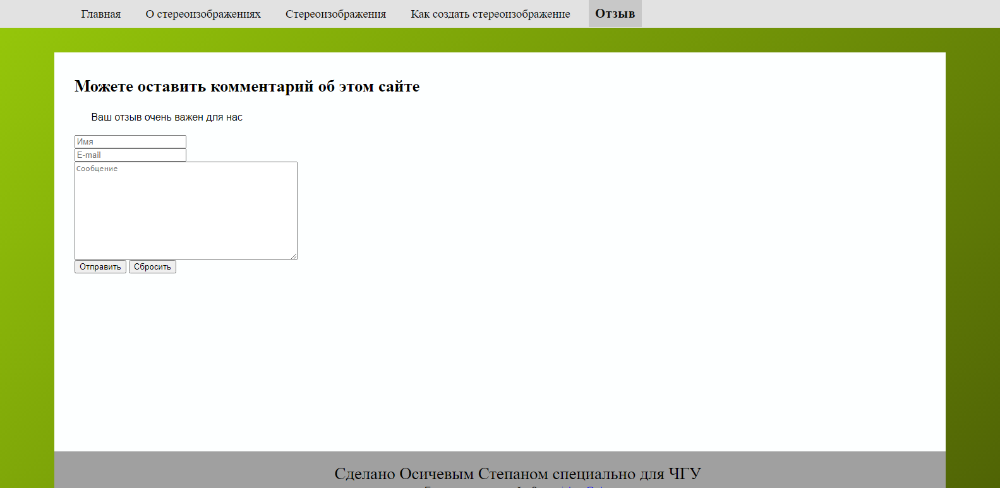 Главная О стереоизображениях Стереоизображения Как создать стереоизображение Отзыв
Можете оставить комментарий об этом сайте
Ваш отзыв очень важен для нас
Имя
E-mail
Сообщение
Отправить Сбросить
Сделано Осичевым Степаном специально для ЧГУ